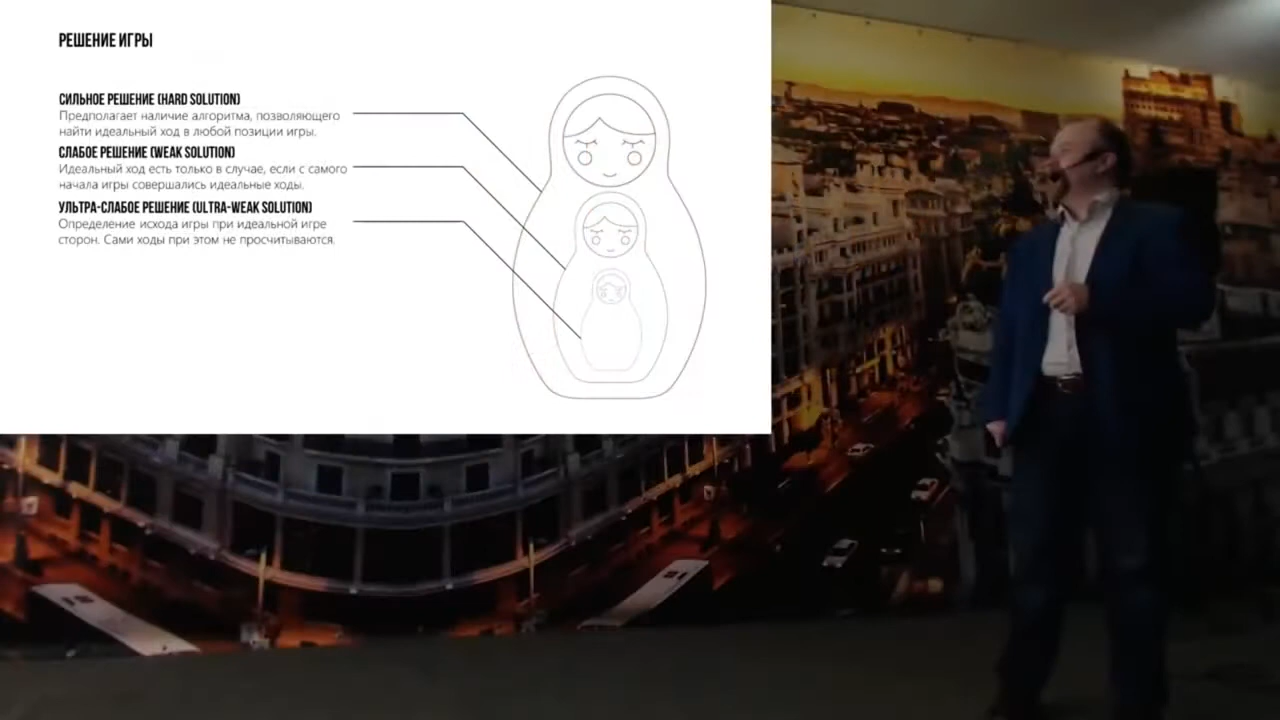 РЕШЕНИЕ ИГРЫ
СИЛЬНОЕ РЕШЕНИЕ (HARD SOLUTION)
Предполагает наличие алгоритма, позволяющего
найти идеальный ход в любой позиции игры.
СЛАБОЕ РЕШЕНИЕ (WEAK SOLUTION)
Идеальный ход есть только в случае, если с самого
начала игры совершались идеальные ходы.
УЛЬТРА-СЛАБОЕ РЕШЕНИЕ (ULTRA-WEAK SOLUTION)
Определение исхода игры при идеальной игре
сторон. Сами ходы при этом не просчитываются.